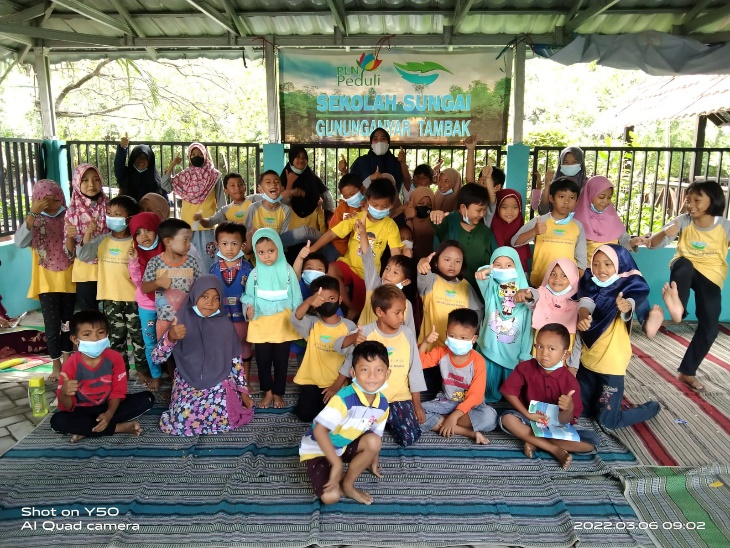 PLN
Peduli
SEKOLAH SUNGAI
GUNUNGANYAR TAMBAK
Shot on Y50
AI Quad camera
2022.03.06 09:02